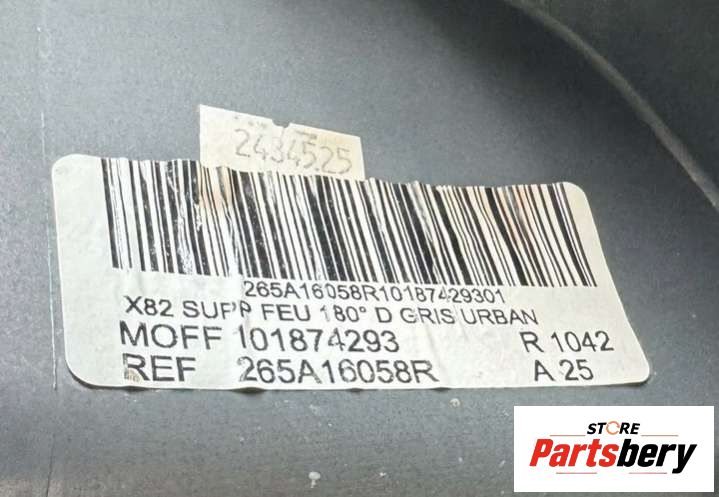 2434525
265A16058R10187429301
X82 SUPP FEU 180° D GRIS URBAN
MOFF 101874293 R 1042
REF 265A16058R A 25
STORE
Partsbery